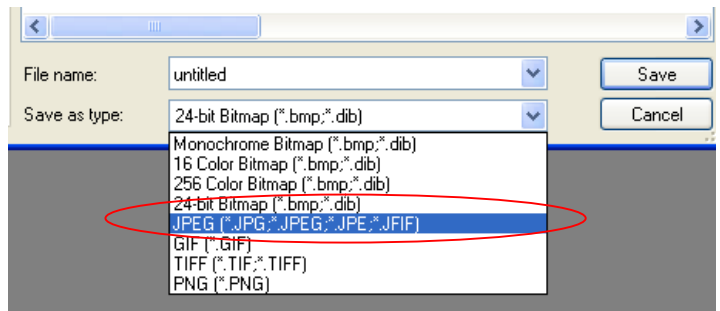 File name: untitled Save
Save as type: 24-bit Bitmap (*.bmp;*.dib) Cancel
Monochrome Bitmap (*.bmp;*.dib)
16 Color Bitmap (*.bmp;*.dib)
256 Color Bitmap (*.bmp;*.dib)
24-bit Bitmap (*.bmp;*.dib)
JPEG (*.JPG;*.JPEG;*.JPE;*.JFIF)
GIF (*.GIF)
TIFF (*.TIF;*.TIFF)
PNG (*.PNG)